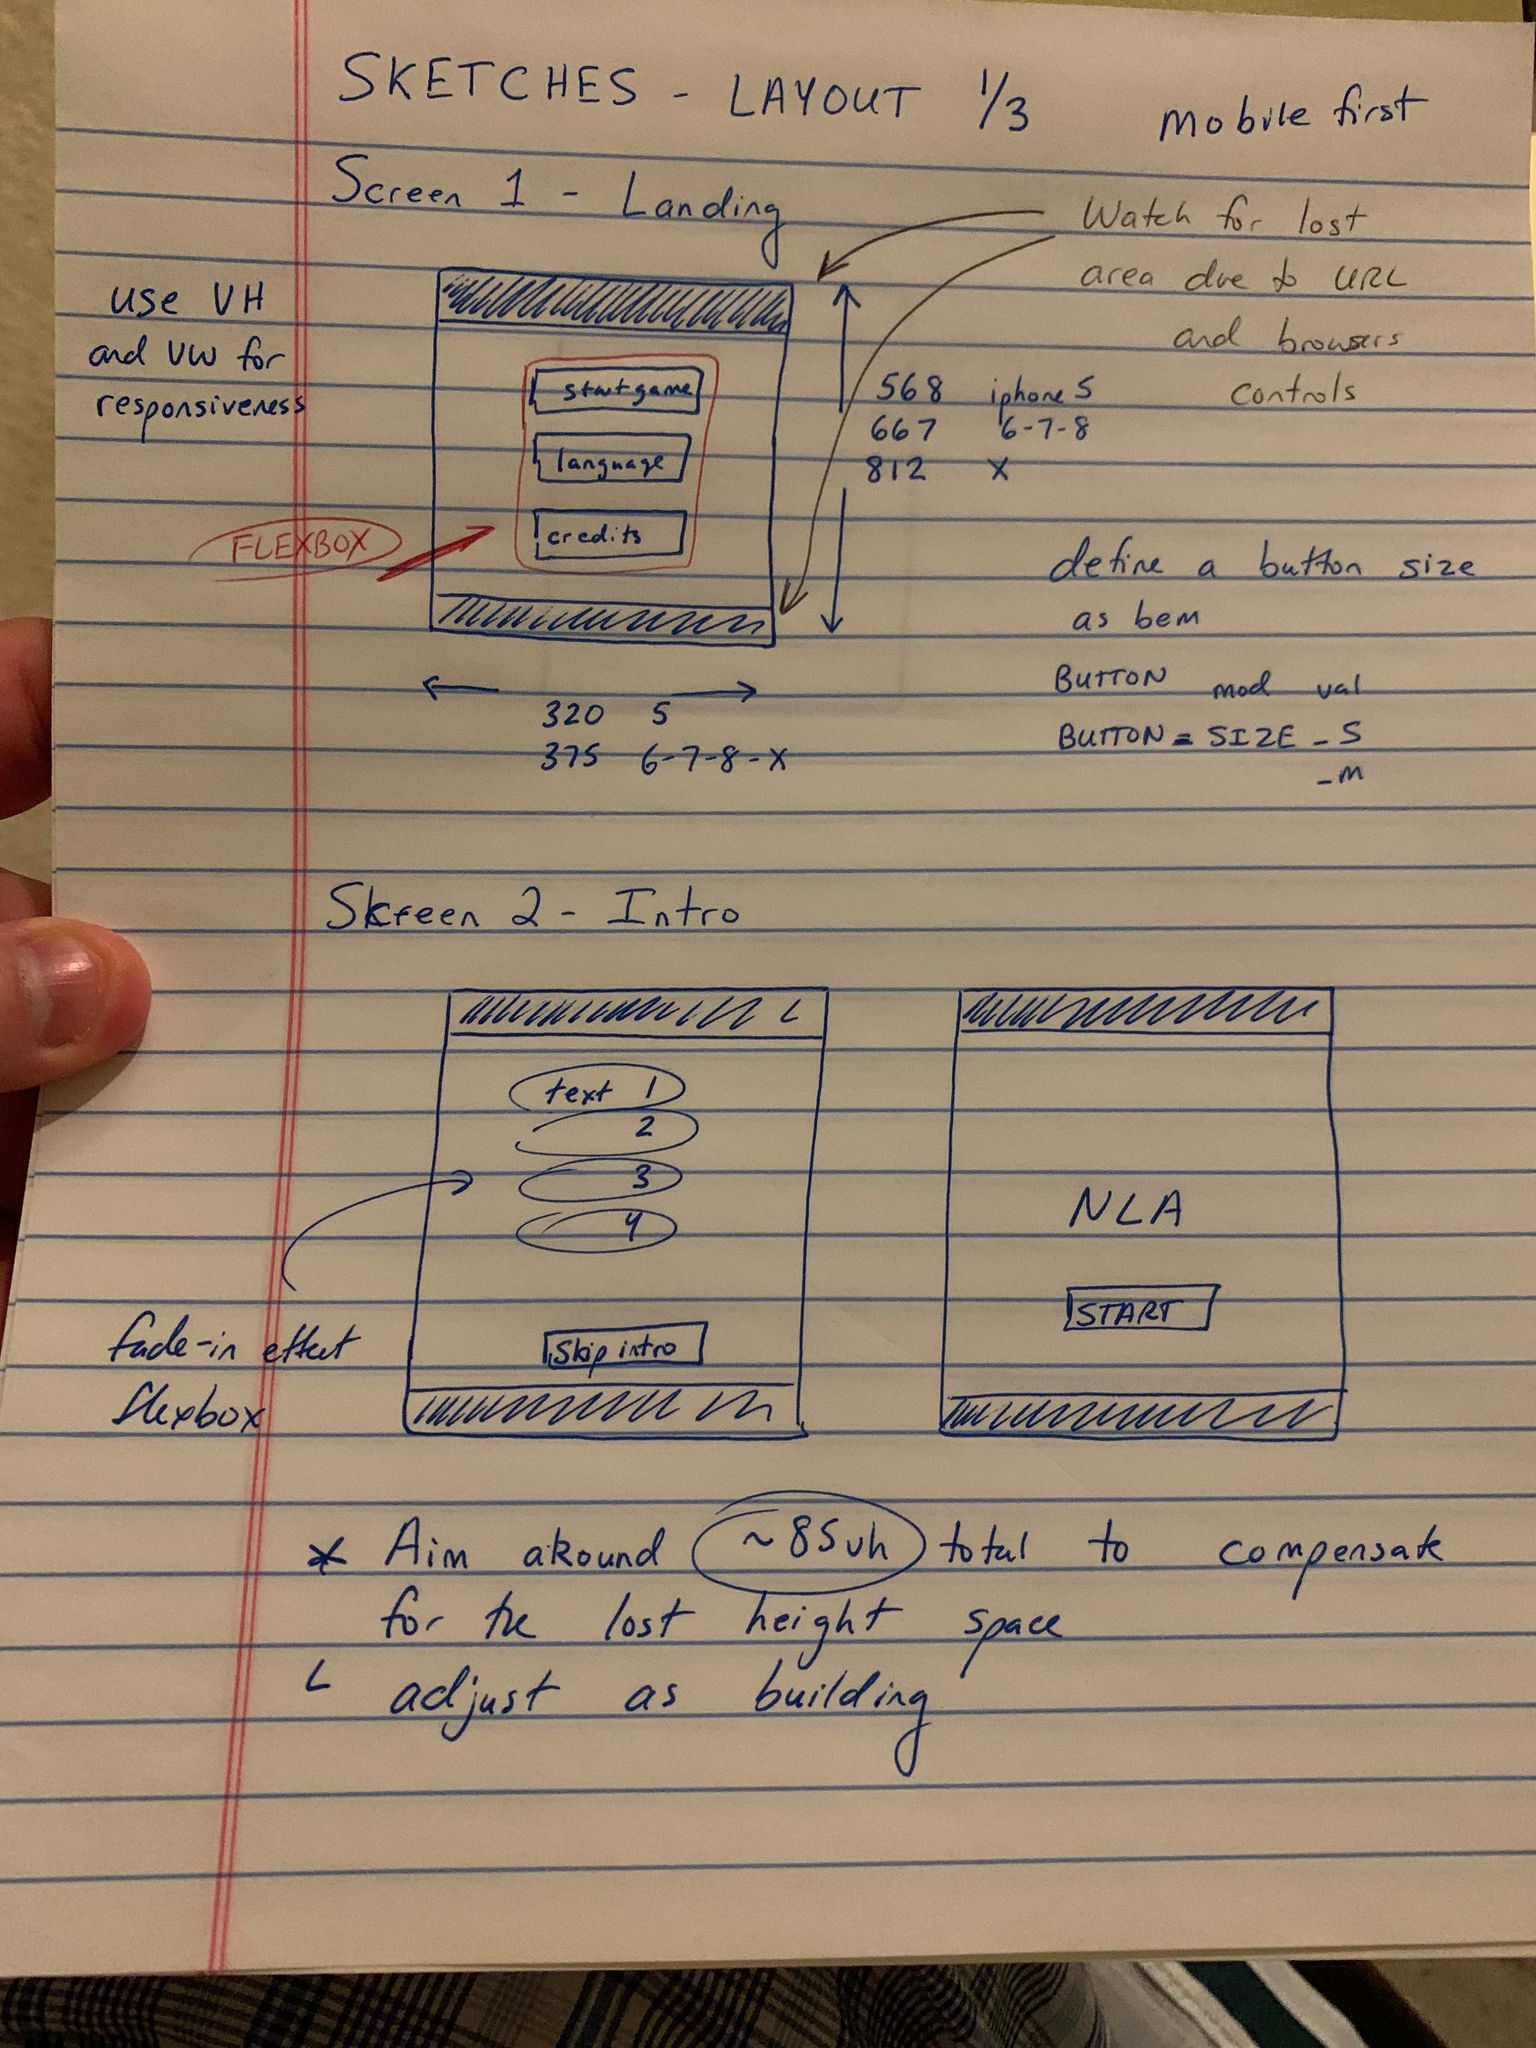 SKETCHES - LAYOUT 1/3
mobile first
Screen 1 - Landing
use VH
and VW for
responsiveness
Watch for lost
area due to URL
and browsers
controls
start game
language
credits
FLEXBOX
568 iphone 5
667 6-7-8
812 X
320 5
375 6-7-8-X
define a button size
as bem
BUTTON mod val
BUTTON = SIZE - S
- m
Skreen 2 - Intro
text 1
2
3
4
Skip intro
NLA
START
fade-in effect
flexbox
* Aim akound ~85vh total to compensate
for the lost height space
L adjust as building